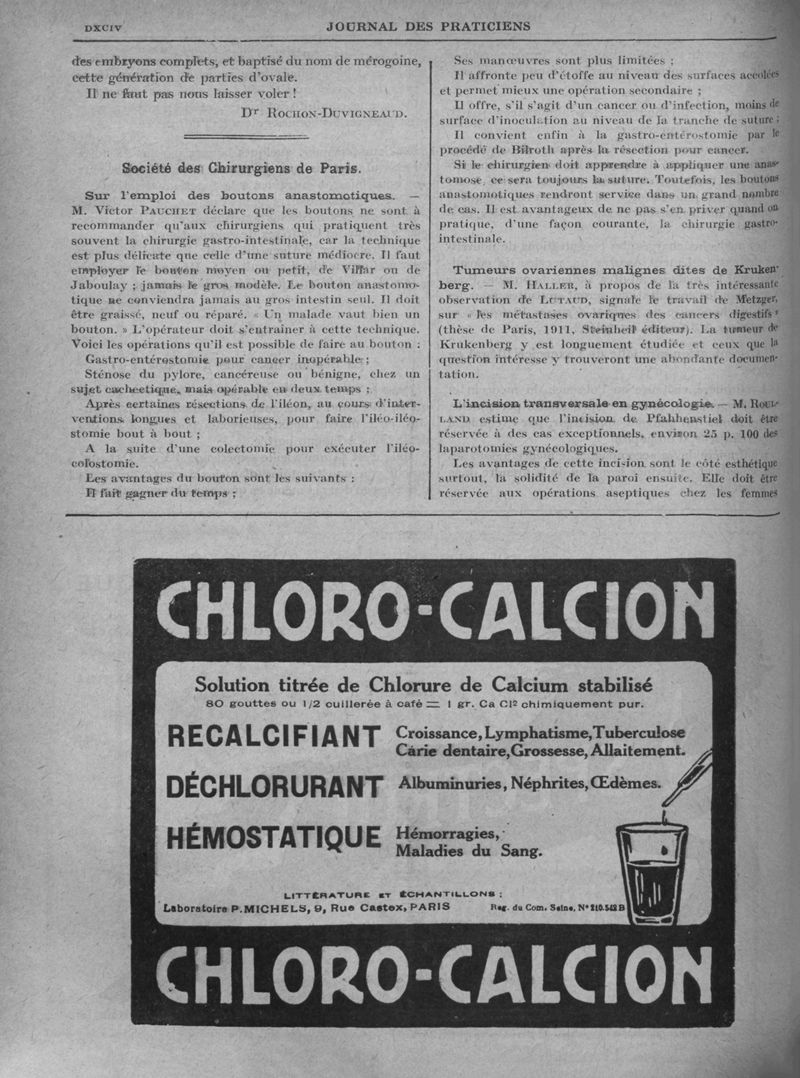 DXCIV
JOURNAL DES PRATICIENS
des embryons complets, et baptisé du nom de mérogoine,
cette génération de parties d'ovale.
Il ne faut pas nous laisser voler !
Dr ROCHON-DUVIGNEAUD.
Société des Chirurgiens de Paris.
Sur l'emploi des boutons anastomotiques. —
M. Victor PAUCHET déclare que les boutons ne sont à
recommander qu'aux chirurgiens qui pratiquent très
souvent la chirurgie gastro-intestinale, car la technique
est plus délicate que celle d'une suture médiocre. Il faut
employer le bouton moyen ou petit, de Villar ou de
Jaboulay ; jamais le gros modèle. Le bouton anastomo-
tique ne conviendra jamais au gros intestin seul. Il doit
être graissé, neuf ou réparé. « Un malade vaut bien un
bouton. » L'opérateur doit s'entraîner à cette technique.
Voici les opérations qu'il est possible de faire au bouton :
Gastro-entérostomie pour cancer inopérable ;
Sténose du pylore, cancéreuse ou bénigne, chez un
sujet cachectique, mais opérable en deux temps ;
Après certaines résections de l'iléon, au cours d'inter-
ventions longues et laborieuses, pour faire l'iléo-iléo-
stomie bout à bout ;
A la suite d'une colectomie pour exécuter l'iléo-
colostomie.
Les avantages du bouton sont les suivants :
Il fait gagner du temps ;
Ses manœuvres sont plus limitées ;
Il affronte peu d'étoffe au niveau des surfaces accolées
et permet mieux une opération secondaire ;
Il offre, s'il s'agit d'un cancer ou d'infection, moins de
surface d'inoculation au niveau de la tranche de suture ;
Il convient enfin à la gastro-entérostomie par le
procédé de Bilroth après la résection pour cancer.
Si le chirurgien doit apprendre à appliquer une anas-
tomose, ce sera toujours la suture. Toutefois, les boutons
anastomotiques rendront service dans un grand nombre
de cas. Il est avantageux de ne pas s'en priver quand on
pratique, d'une façon courante, la chirurgie gastro-
intestinale.
Tumeurs ovariennes malignes dites de Kruken-
berg. — M. HALLER, à propos de la très intéressante
observation de LUTAUD, signale le travail de Metzger,
sur « les métastases ovariques des cancers digestifs »
(thèse de Paris, 1911, Steinheil éditeur). La tumeur de
Krukenberg y est longuement étudiée et ceux que la
question intéresse y trouveront une abondante documen-
tation.
L'incision transversale en gynécologie. — M. ROUL-
LAND estime que l'incision de Pfahhenstiel doit être
réservée à des cas exceptionnels, environ 25 p. 100 des
laparotomies gynécologiques.
Les avantages de cette incision sont le côté esthétique
surtout, la solidité de la paroi ensuite. Elle doit être
réservée aux opérations aseptiques chez les femmes
CHLORO-CALCION
Solution titrée de Chlorure de Calcium stabilisé
80 gouttes ou 1/2 cuillerée à café = 1 gr. Ca Cl² chimiquement pur.
RECALCIFIANT
Croissance, Lymphatisme, Tuberculose
Carie dentaire, Grossesse, Allaitement.
DÉCHLORURANT
Albuminuries, Néphrites, Œdèmes.
HÉMOSTATIQUE
Hémorragies,
Maladies du Sang.
LITTÉRATURE ET ÉCHANTILLONS :
Laboratoire P. MICHELS, 9, Rue Castex, PARIS
Reg. du Com. Seine, N° 210.542 B
CHLORO-CALCION